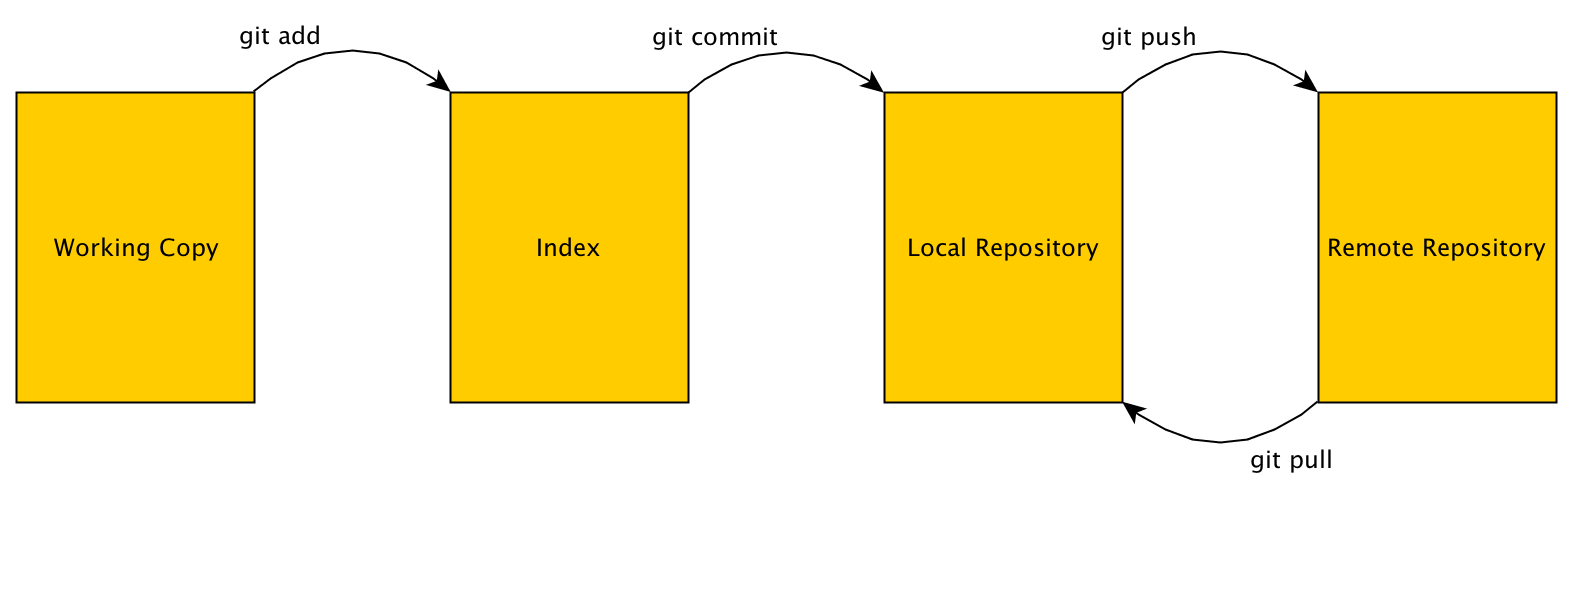 git add
git commit
git push
Working Copy
Index
Local Repository
Remote Repository
git pull